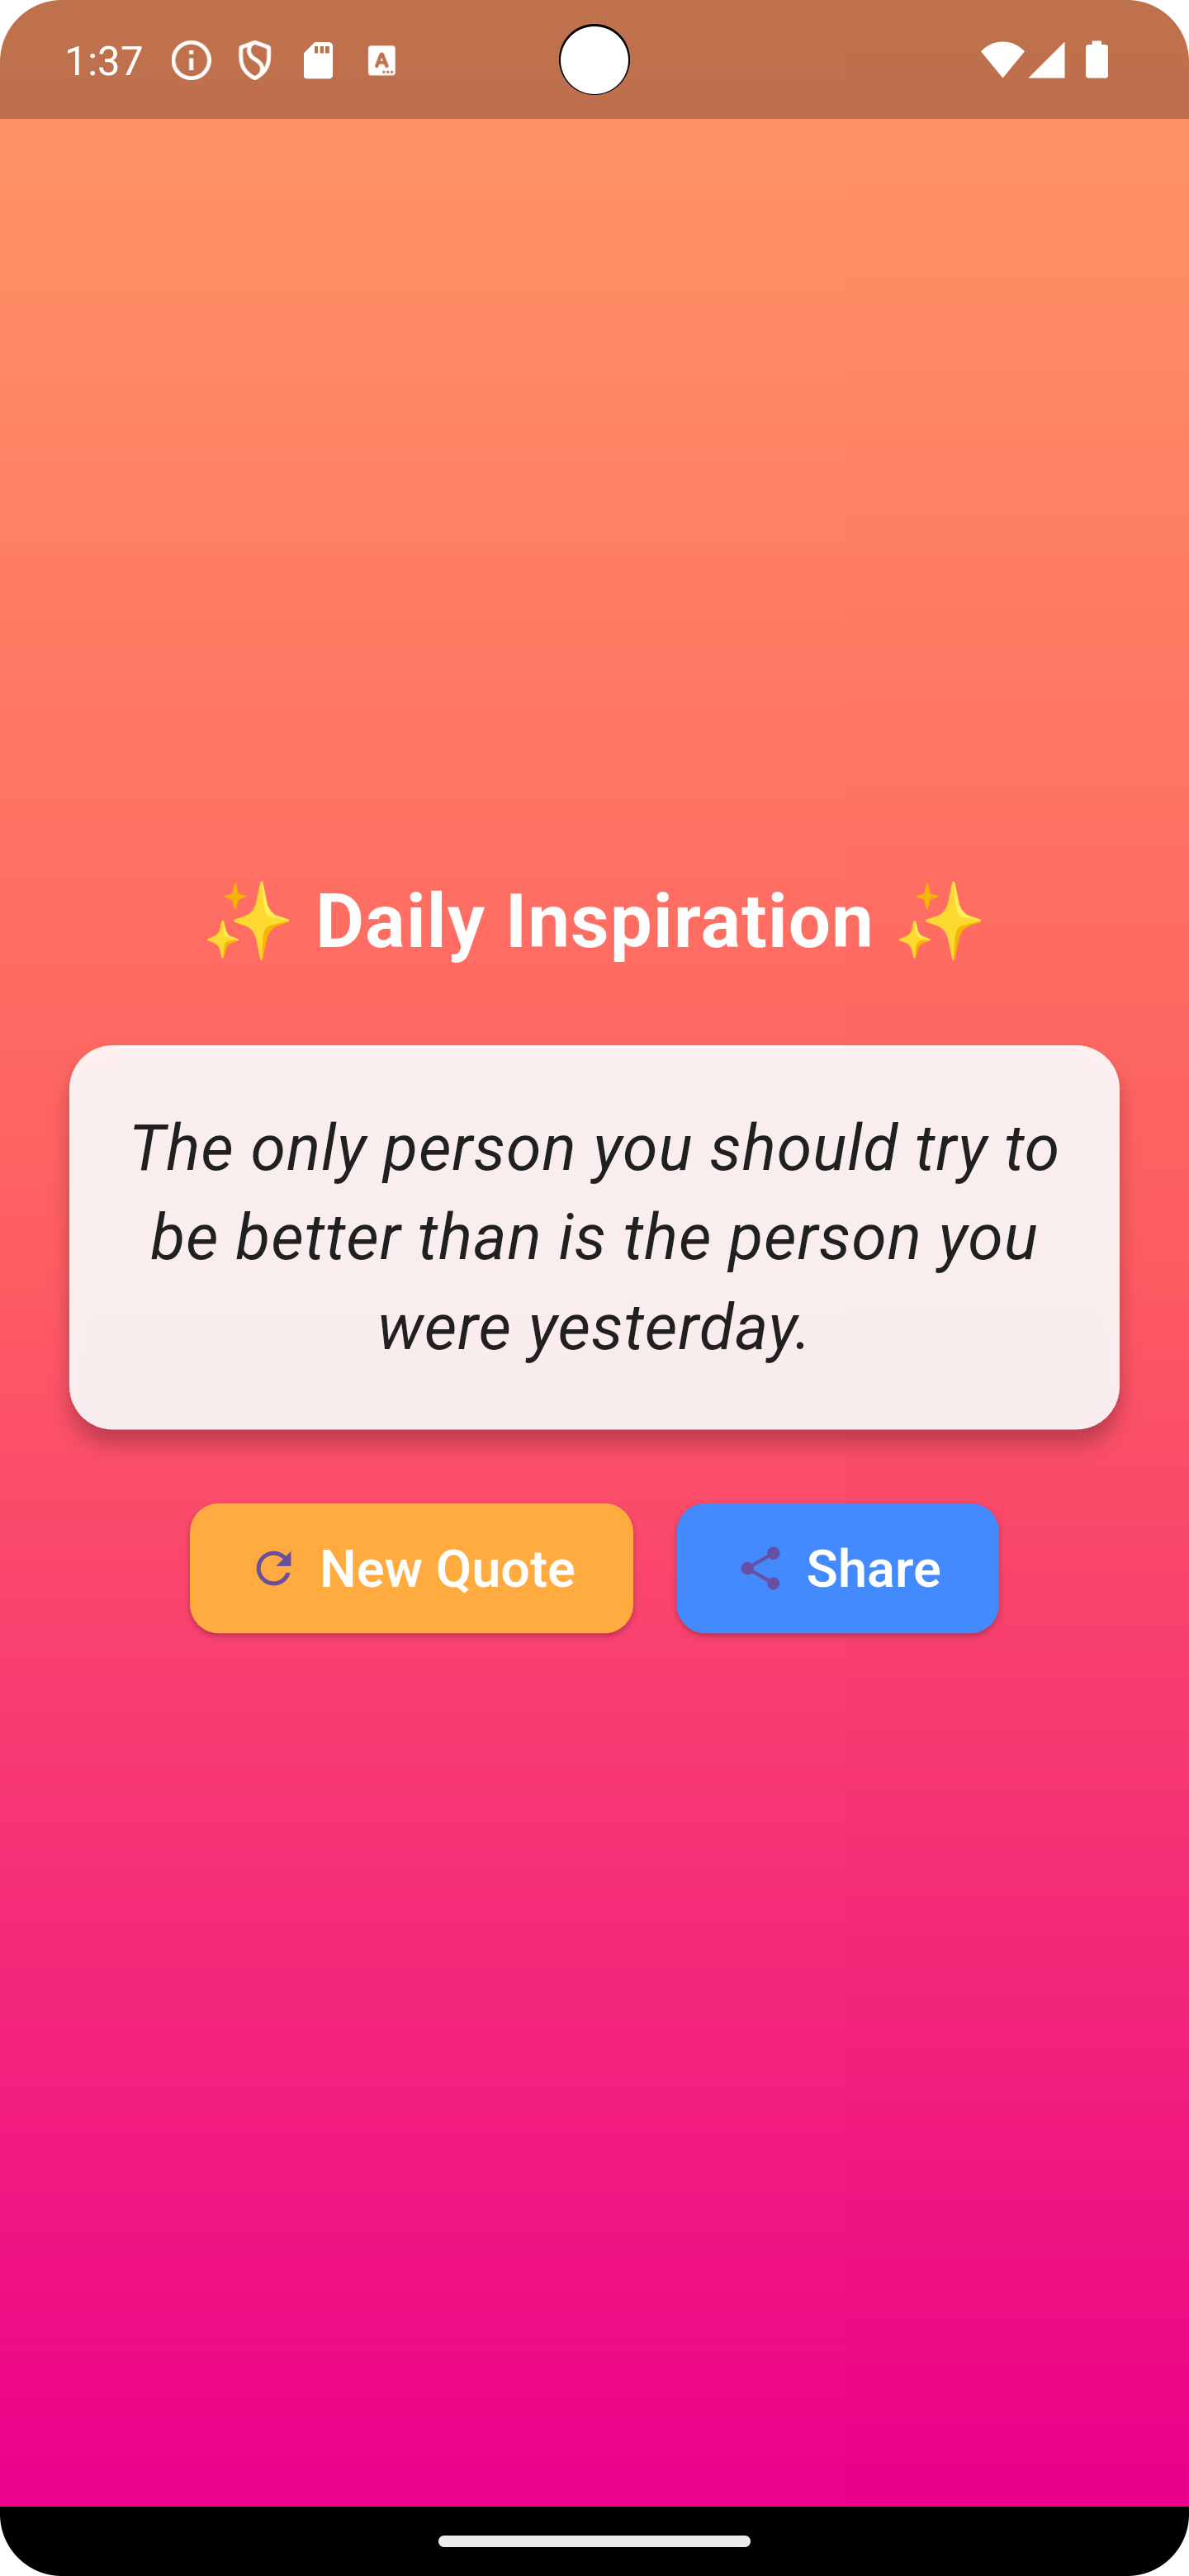 1:37
✨ Daily Inspiration ✨
The only person you should try to
be better than is the person you
were yesterday.
New Quote
Share